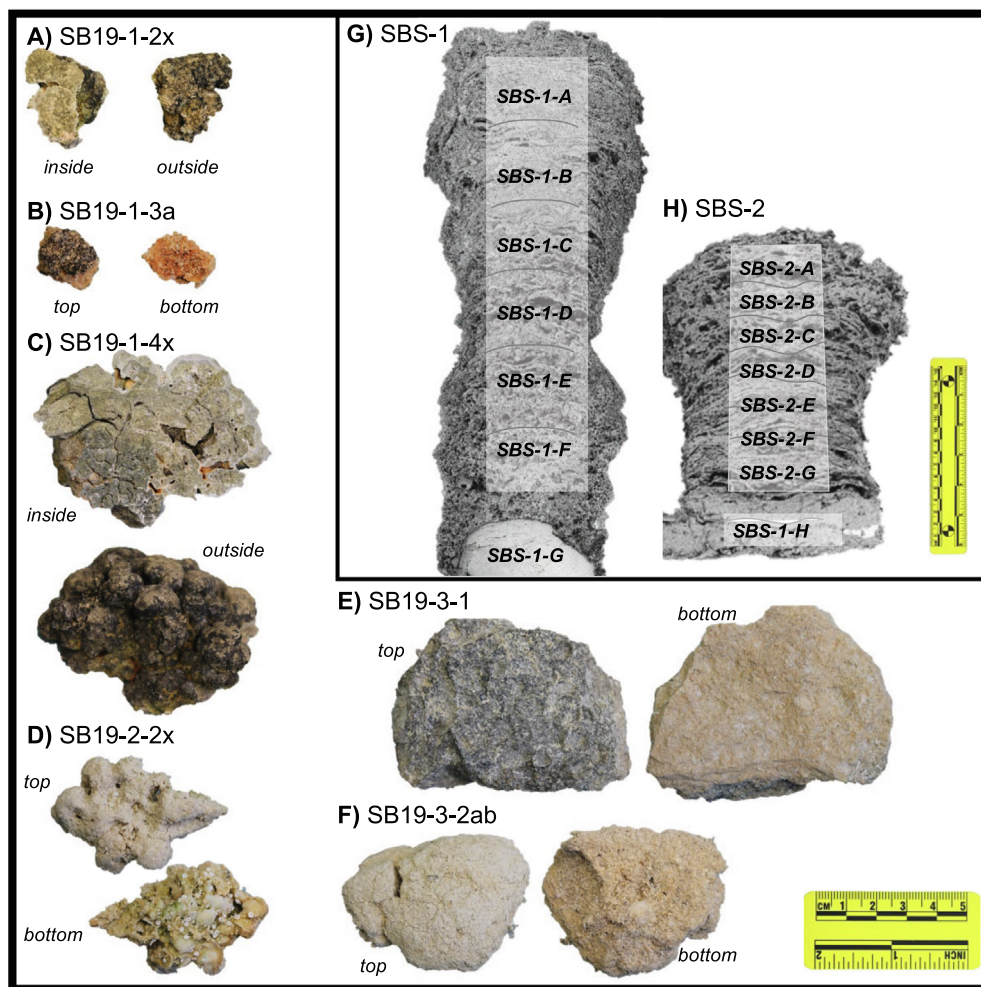 A) SB19-1-2x
inside
outside
B) SB19-1-3a
top
bottom
C) SB19-1-4x
inside
outside
D) SB19-2-2x
top
bottom
G) SBS-1
SBS-1-A
SBS-1-B
SBS-1-C
SBS-1-D
SBS-1-E
SBS-1-F
SBS-1-G
H) SBS-2
SBS-2-A
SBS-2-B
SBS-2-C
SBS-2-D
SBS-2-E
SBS-2-F
SBS-2-G
SBS-1-H
E) SB19-3-1
top
bottom
F) SB19-3-2ab
top
bottom
CM 1 2 3 4 5
2 1 INCH